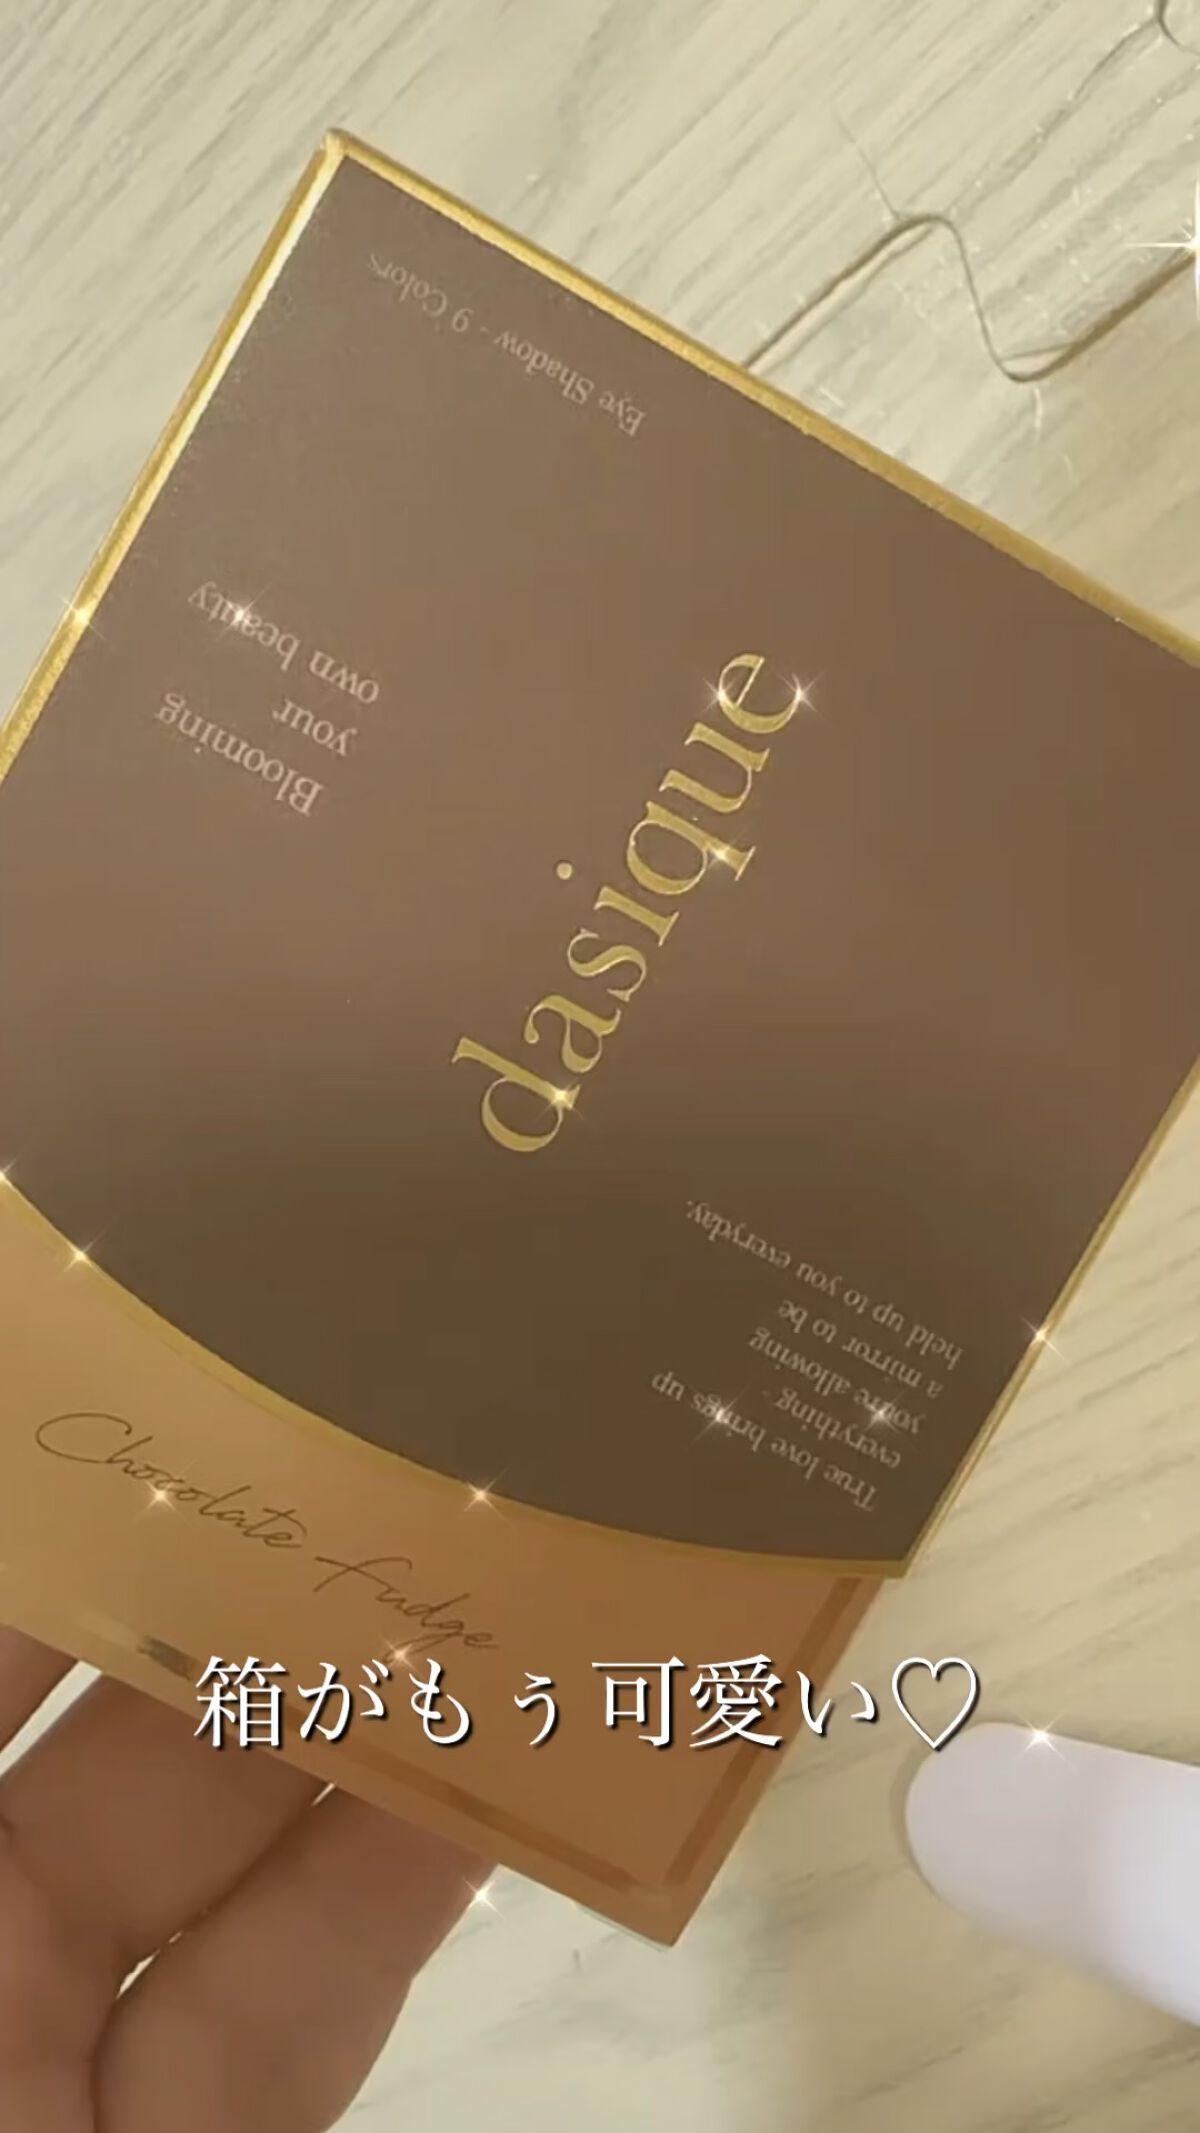 Eye Shadow - 9 Colors
Blooming
your
own beauty
dasique
True love brings up
everything -
you're allowing
a mirror to be
held up to you everyday.
Chocolate Fudge
箱がもぅ可愛い♡